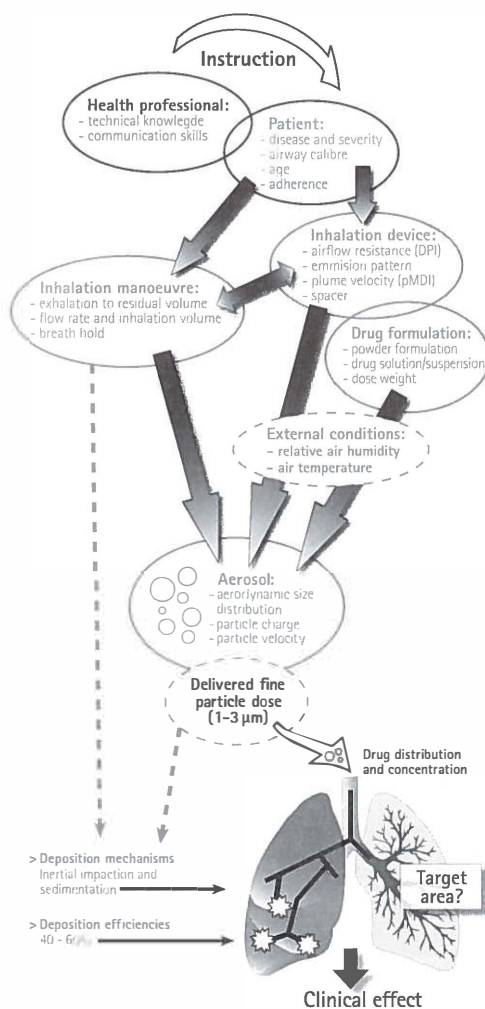 Instruction
Health professional:
- technical knowlegde
- communication skills
Patient:
- disease and severity
- airway calibre
- age
- adherence
Inhalation device:
- airflow resistance (DPI)
- emmision pattern
- plume velocity (pMDI)
- spacer
Inhalation manoeuvre:
- exhalation to residual volume
- flow rate and inhalation volume
- breath hold
Drug formulation:
- powder formulation
- drug solution/suspension
- dose weight
External conditions:
- relative air humidity
- air temperature
Aerosol:
- aerodynamic size
distribution
- particle charge
- particle velocity
Delivered fine
particle dose
(1-3 µm)
Drug distribution
and concentration
> Deposition mechanisms
Inertial impaction and
sedimentation
> Deposition efficiencies
40 -
Target
area?
Clinical effect